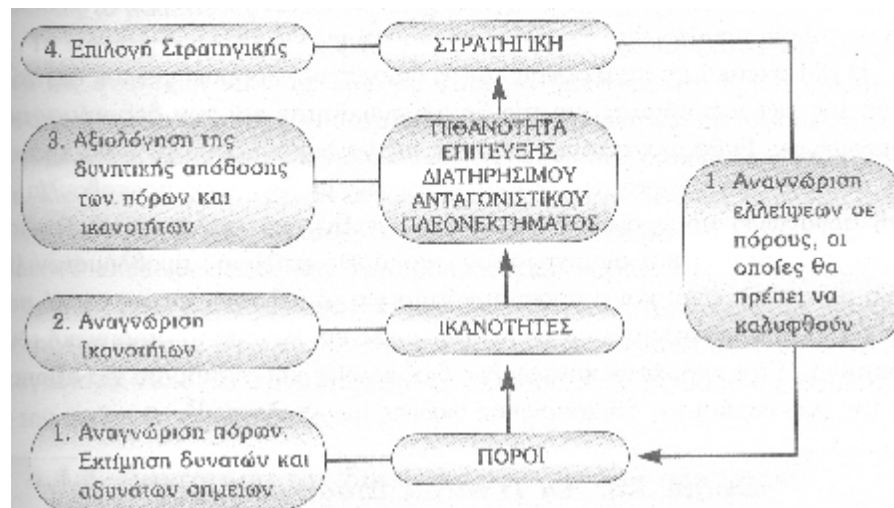 4. Επιλογή Στρατηγικής
ΣΤΡΑΤΗΓΙΚΗ
3. Αξιολόγηση της
δυνητικής απόδοσης
των πόρων και
ικανοτήτων
ΠΙΘΑΝΟΤΗΤΑ
ΕΠΙΤΕΥΞΗΣ
ΔΙΑΤΗΡΗΣΙΜΟΥ
ΑΝΤΑΓΩΝΙΣΤΙΚΟΥ
ΠΛΕΟΝΕΚΤΗΜΑΤΟΣ
1. Αναγνώριση
ελλείψεων σε
πόρους, οι
οποίες θα
πρέπει να
καλυφθούν
2. Αναγνώριση
Ικανοτήτων
ΙΚΑΝΟΤΗΤΕΣ
1. Αναγνώριση πόρων.
Εκτίμηση δυνατών και
αδυνάτων σημείων
ΠΟΡΟΙ